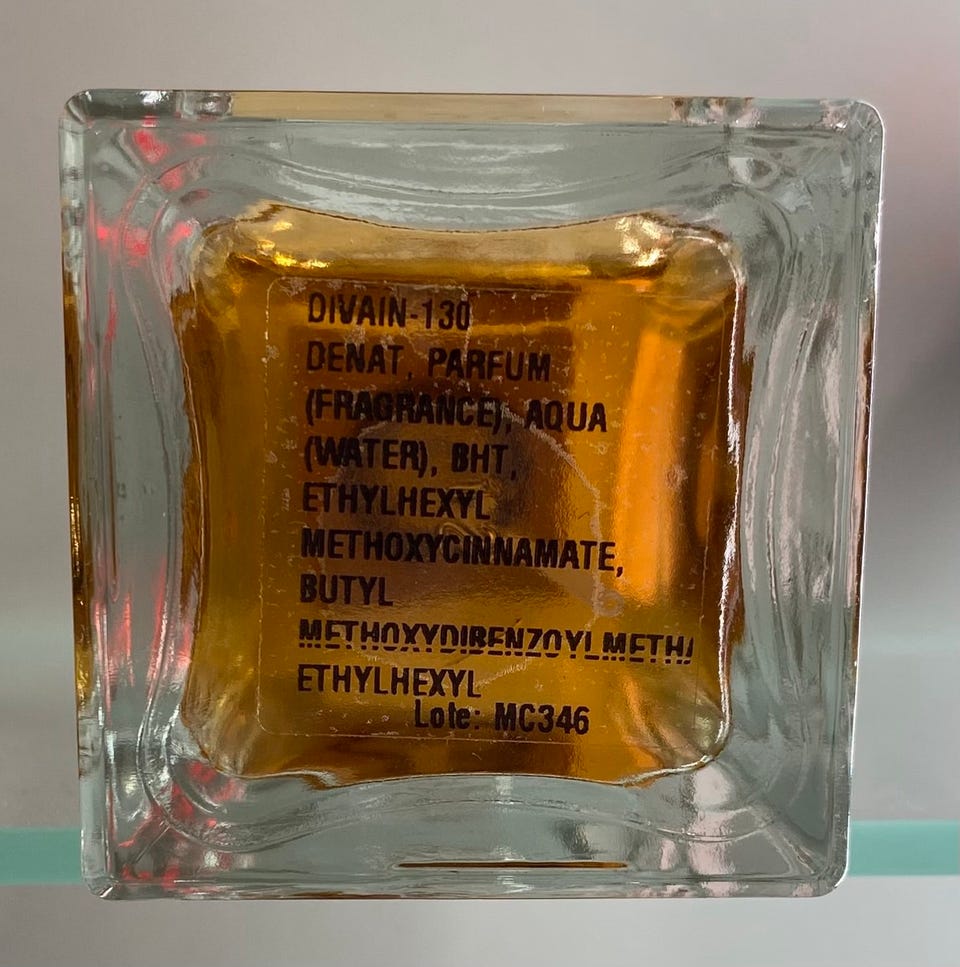 DIVAIN-130
DENAT, PARFUM
(FRAGRANCE), AQUA
(WATER), BHT,
ETHYLHEXYL
METHOXYCINNAMATE,
BUTYL
METHOXYDIBENZOYLMETHA
ETHYLHEXYL
Lote: MC346